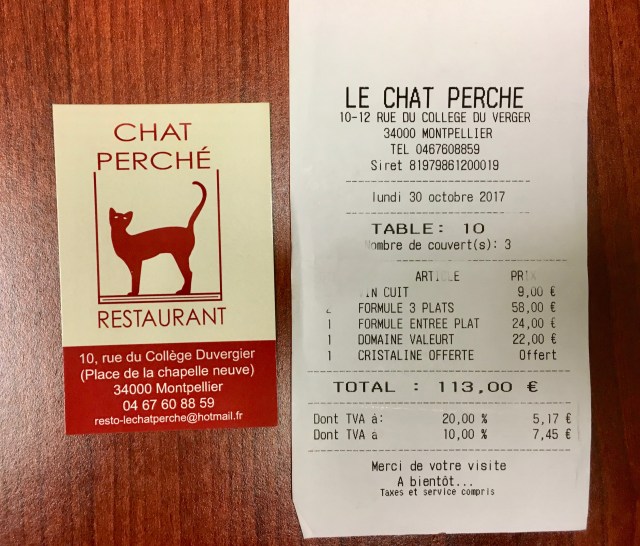 CHAT
PERCHÉ
RESTAURANT
10, rue du Collège Duvergier
(Place de la chapelle neuve)
34000 Montpellier
04 67 60 88 59
resto-lechatperche@hotmail.fr
LE CHAT PERCHE
10-12 RUE DU COLLEGE DU VERGER
34000 MONTPELLIER
TEL 0467608859
Siret 81979861200019
lundi 30 octobre 2017
TABLE: 10
Nombre de couvert(s): 3
ARTICLE PRIX
CUIT 9,00 €
FORMULE 3 PLATS 58,00 €
1 FORMULE ENTREE PLAT 24,00 €
1 DOMAINE VALEURT 22,00 €
1 CRISTALINE OFFERTE Offert
TOTAL : 113,00 €
Dont TVA à: 20,00 % 5,17 €
Dont TVA a 10,00 % 7,45 €
Merci de votre visite
A bientôt...
Taxes et service compris